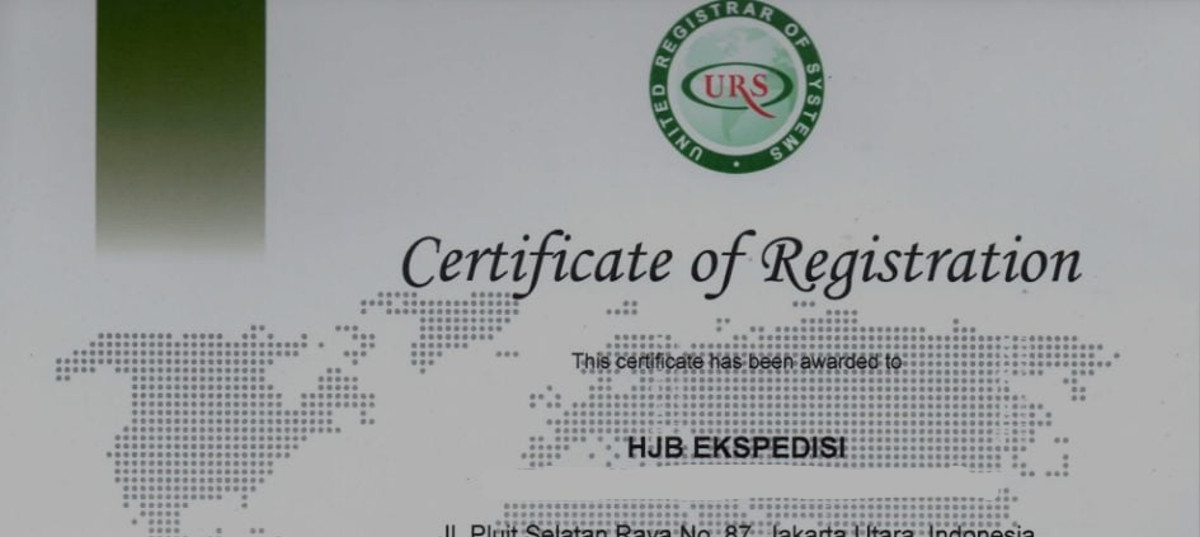 UNITED REGISTRAR OF SYSTEMS
URS
Certificate of Registration
This certificate has been awarded to
HJB EKSPEDISI
Jl. Pluit Selatan Raya No. 87, Jakarta Utara, Indonesia